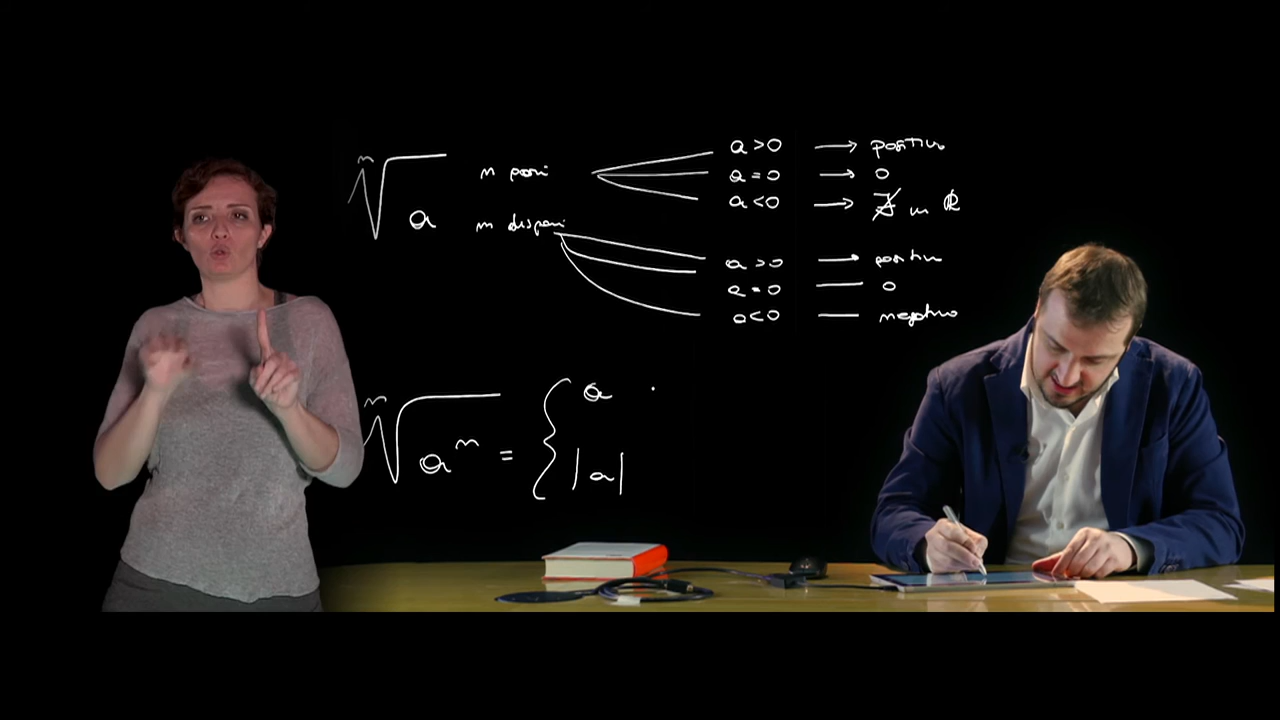 ⁿ√a n pari a > 0 → positivo
a = 0 → 0
a < 0 → ∄ in ℝ
n dispari a > 0 → positivo
a = 0 — 0
a < 0 — negativo
ⁿ√aⁿ = { a
|a|